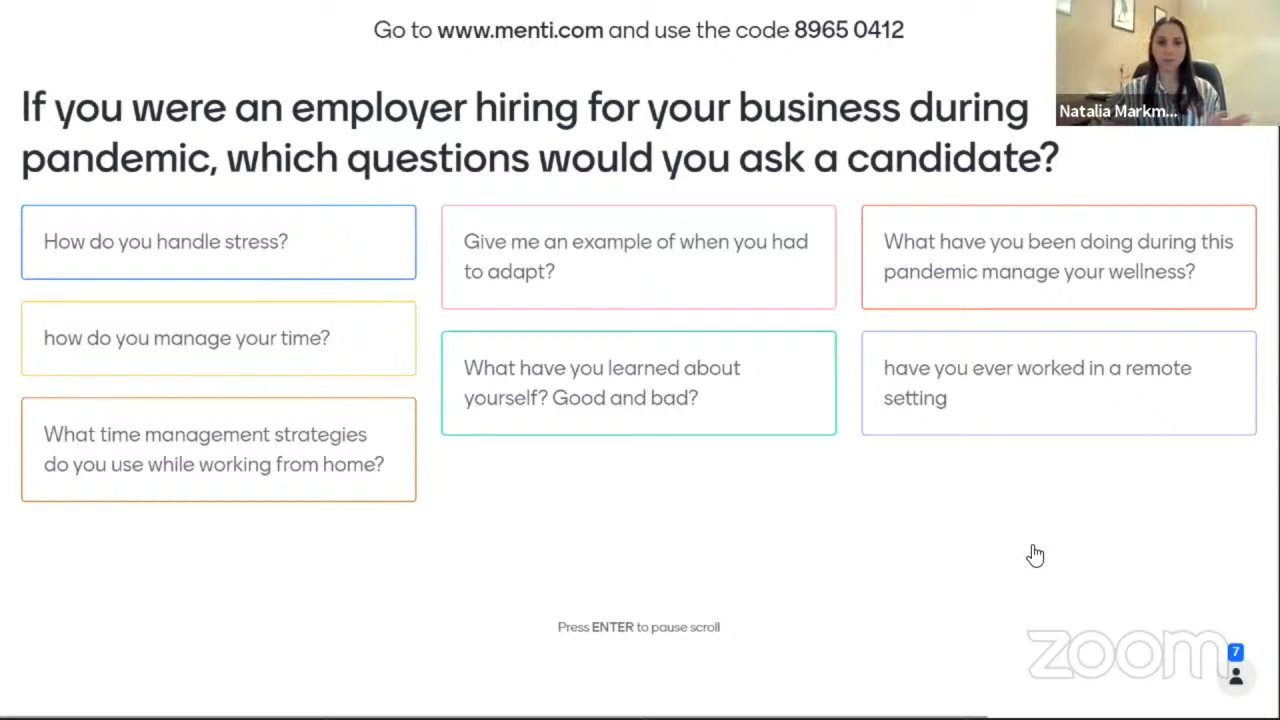 Go to www.menti.com and use the code 8965 0412
Natalia Markm...
If you were an employer hiring for your business during
pandemic, which questions would you ask a candidate?
How do you handle stress?
how do you manage your time?
What time management strategies
do you use while working from home?
Give me an example of when you had
to adapt?
What have you learned about
yourself? Good and bad?
What have you been doing during this
pandemic manage your wellness?
have you ever worked in a remote
setting
Press ENTER to pause scroll
zoom
7